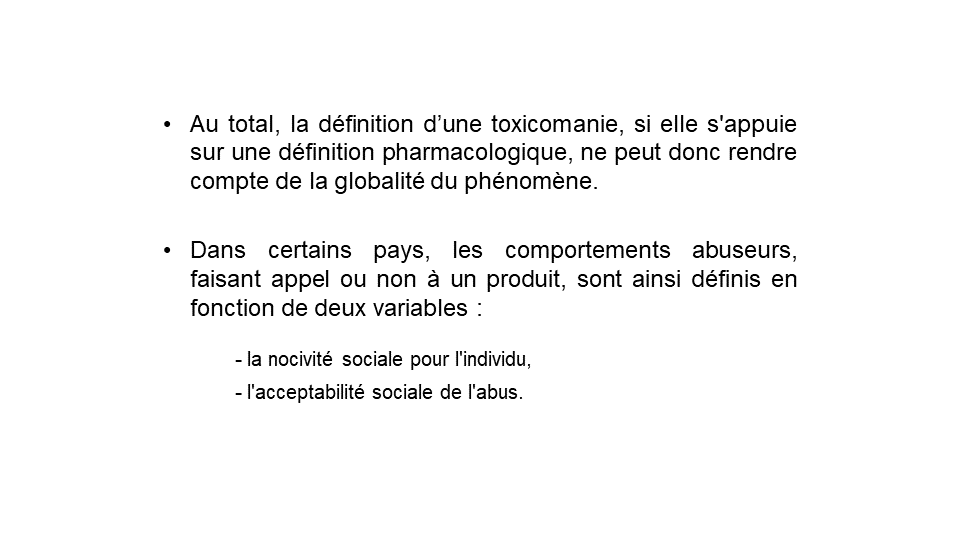 • Au total, la définition d’une toxicomanie, si elle s'appuie
sur une définition pharmacologique, ne peut donc rendre
compte de la globalité du phénomène.
• Dans certains pays, les comportements abuseurs,
faisant appel ou non à un produit, sont ainsi définis en
fonction de deux variables :
- la nocivité sociale pour l'individu,
- l'acceptabilité sociale de l'abus.